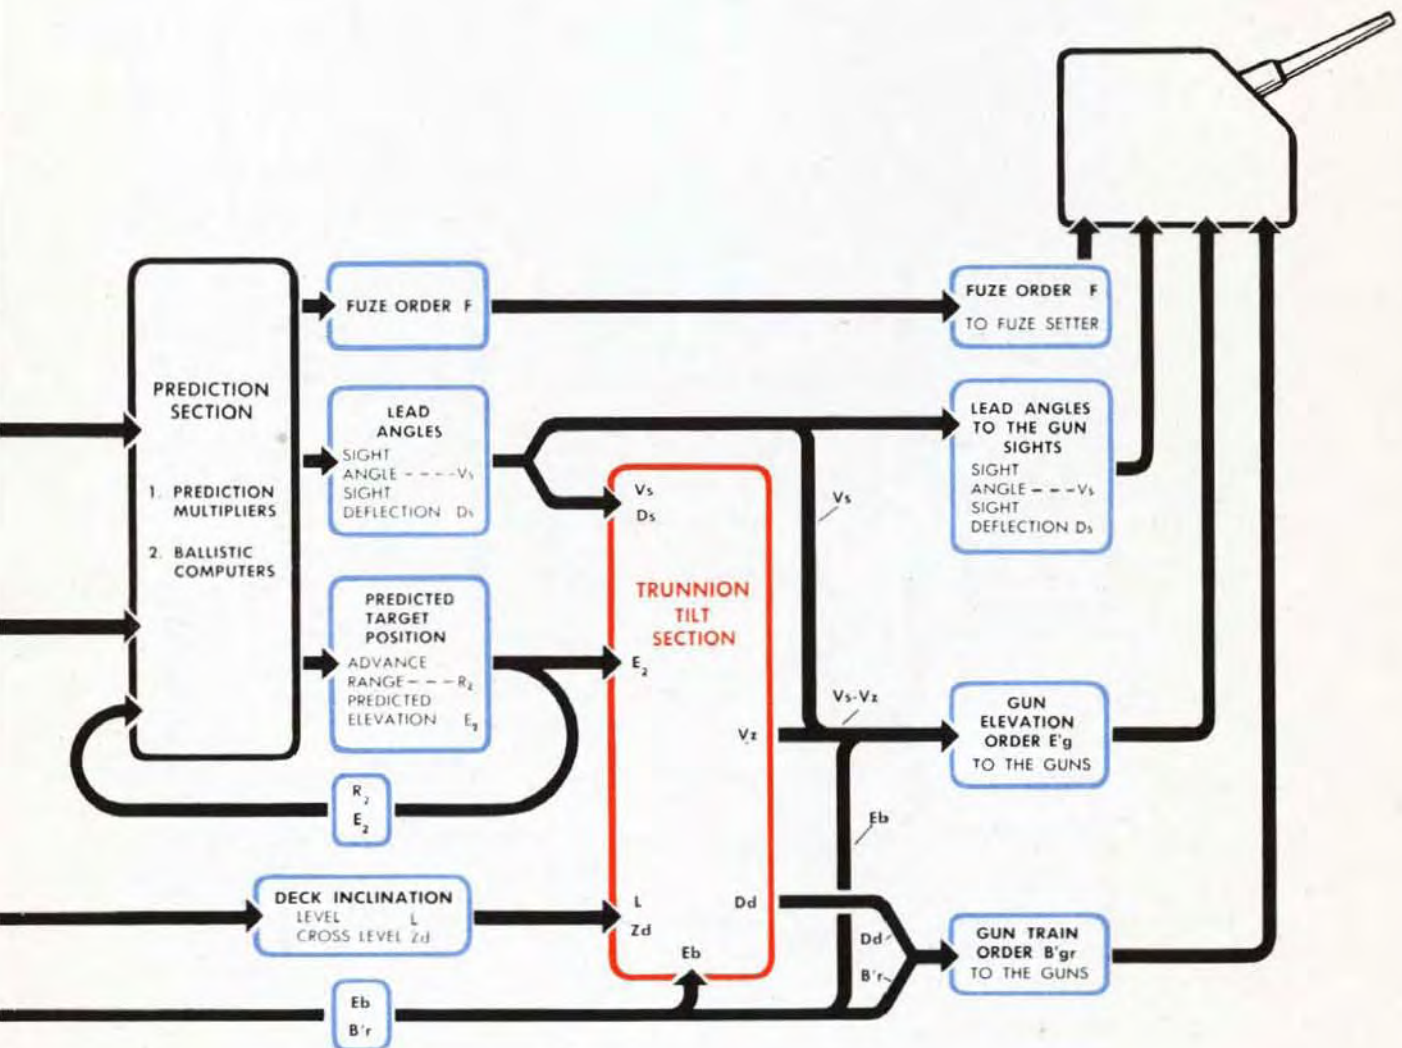 FUZE ORDER F
FUZE ORDER F
TO FUZE SETTER
PREDICTION
SECTION
1. PREDICTION
MULTIPLIERS
2. BALLISTIC
COMPUTERS
LEAD
ANGLES
SIGHT
ANGLE - - - - Vs
SIGHT
DEFLECTION Ds
LEAD ANGLES
TO THE GUN
SIGHTS
SIGHT
ANGLE - - - Vs
SIGHT
DEFLECTION Ds
Vs
Ds
Vs
TRUNNION
TILT
SECTION
PREDICTED
TARGET
POSITION
ADVANCE
RANGE - - - R₂
PREDICTED
ELEVATION E₂
E₂
Vz
Vs-Vz
GUN
ELEVATION
ORDER E'g
TO THE GUNS
R₂
E₂
Eb
DECK INCLINATION
LEVEL L
CROSS LEVEL Zd
L
Zd
Dd
Eb
Dd
B'r
GUN TRAIN
ORDER B'gr
TO THE GUNS
Eb
B'r